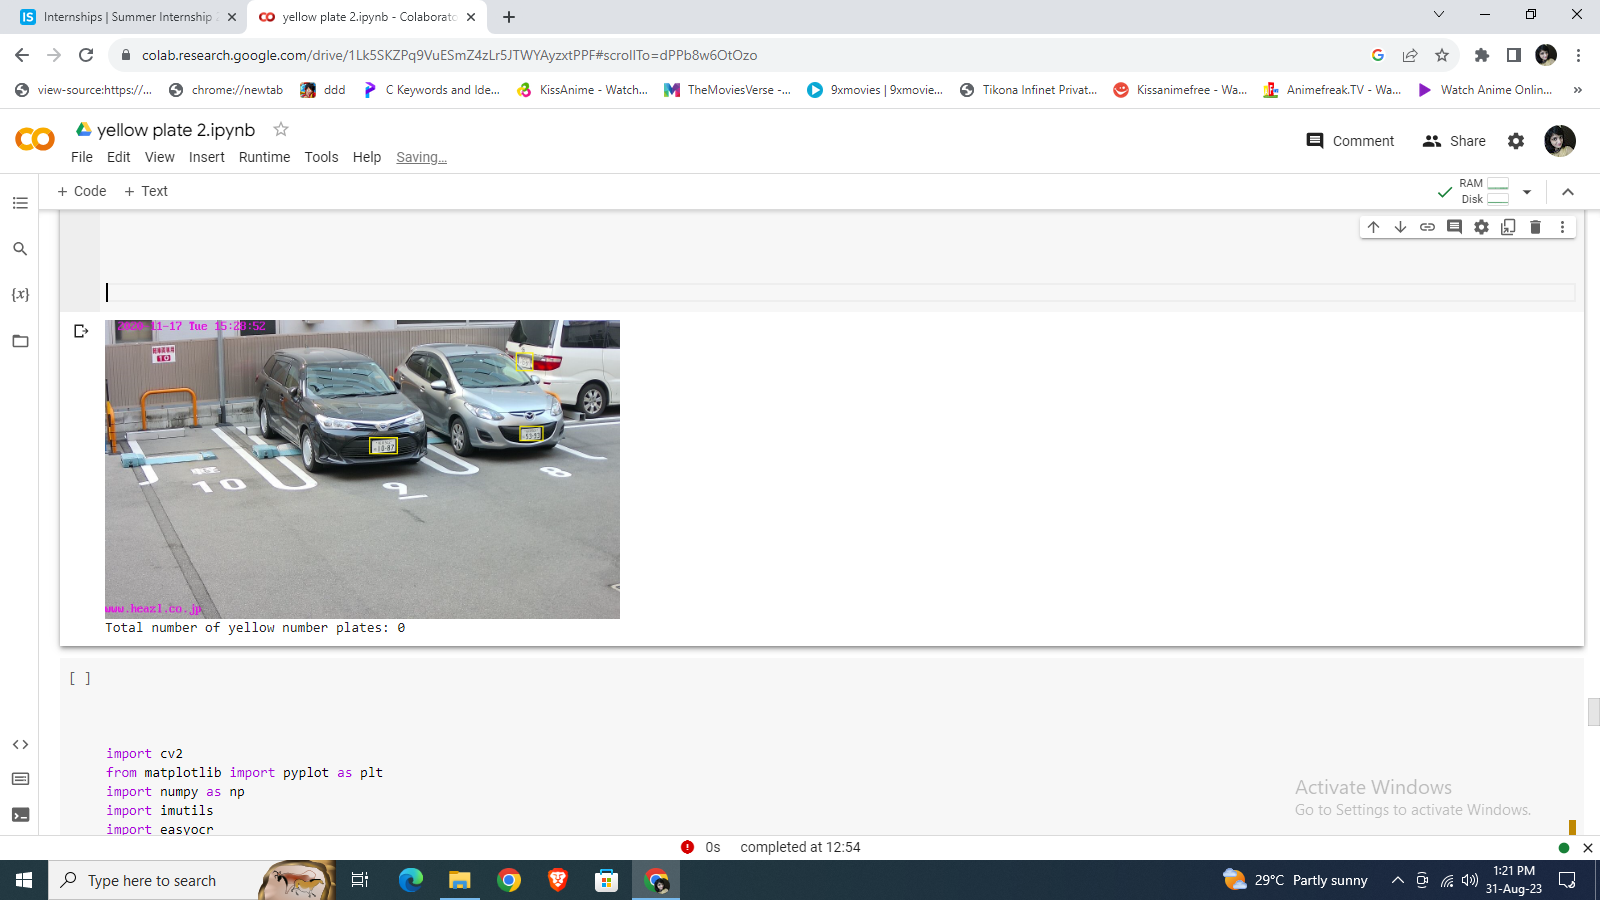 Internships | Summer Internship
yellow plate 2.ipynb - Colaborato
colab.research.google.com/drive/1Lk5SKZPq9VuESmZ4zLr5JTWYAyzxtPPF#scrollTo=dPPb8w6OtOzo
view-source:https://...
chrome://newtab
ddd
C Keywords and Ide...
KissAnime - Watch...
TheMoviesVerse -...
9xmovies | 9xmovie...
Tikona Infinet Privat...
Kissanimefree - Wa...
Animefreak.TV - Wa...
Watch Anime Onlin...
»
yellow plate 2.ipynb
Comment
Share
File Edit View Insert Runtime Tools Help Saving...
+ Code + Text
RAM
Disk
{x}
-11-17 Tue 15:28:52
10
10
9
8
www.heazl.co.jp
Total number of yellow number plates: 0
[ ]
import cv2
from matplotlib import pyplot as plt
import numpy as np
import imutils
import easyocr
Activate Windows
Go to Settings to activate Windows.
0s completed at 12:54
Type here to search
29°C Partly sunny
1:21 PM
31-Aug-23